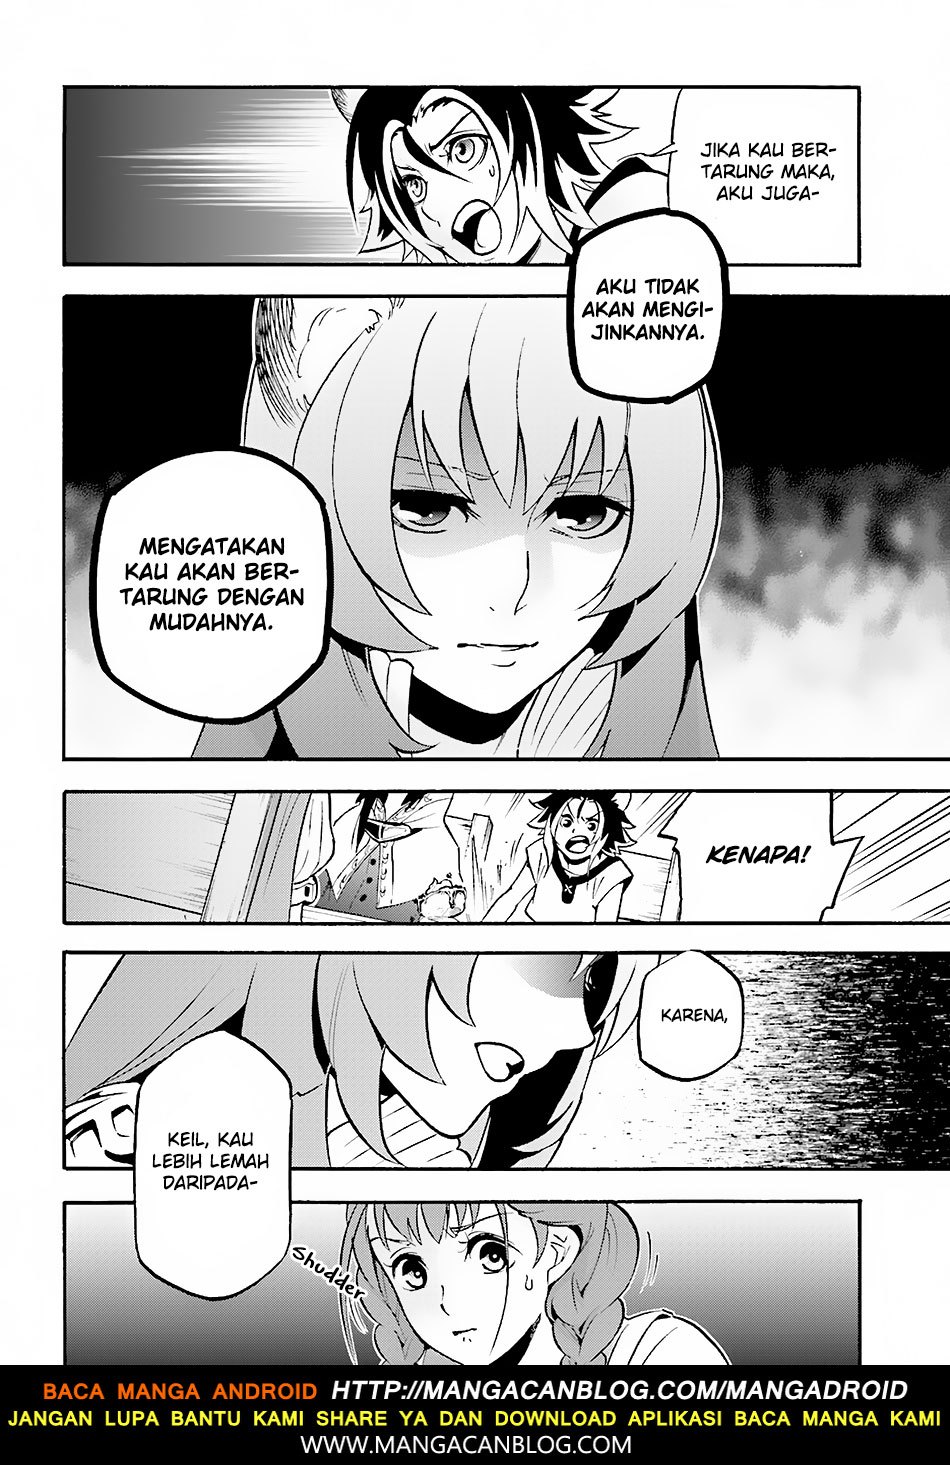 JIKA KAU BER-
TARUNG MAKA,
AKU JUGA-
AKU TIDAK
AKAN MENGI-
JINKANNYA.
MENGATAKAN
KAU AKAN BER-
TARUNG DENGAN
MUDAHNYA.
KENAPA!
KARENA,
KEIL, KAU
LEBIH LEMAH
DARIPADA-
Shudder
BACA MANGA ANDROID HTTP://MANGACANBLOG.COM/MANGADROID
JANGAN LUPA BANTU KAMI SHARE YA DAN DOWNLOAD APLIKASI BACA MANGA KAMI
WWW.MANGACANBLOG.COM